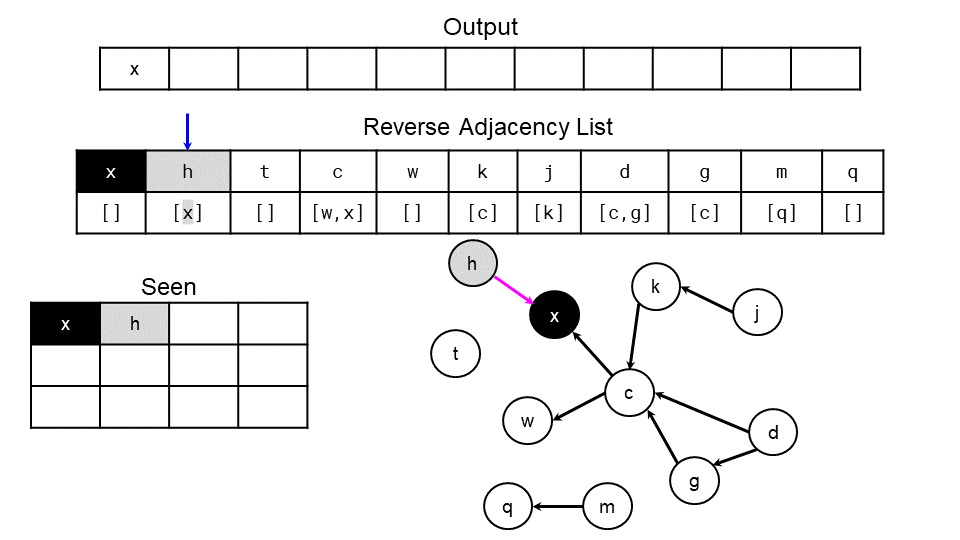 Output
x
Reverse Adjacency List
x h t c w k j d g m q
[] [x] [] [w,x] [] [c] [k] [c,g] [c] [q] []
h
k
Seen
x h
x
j
t
c
w
d
g
q m